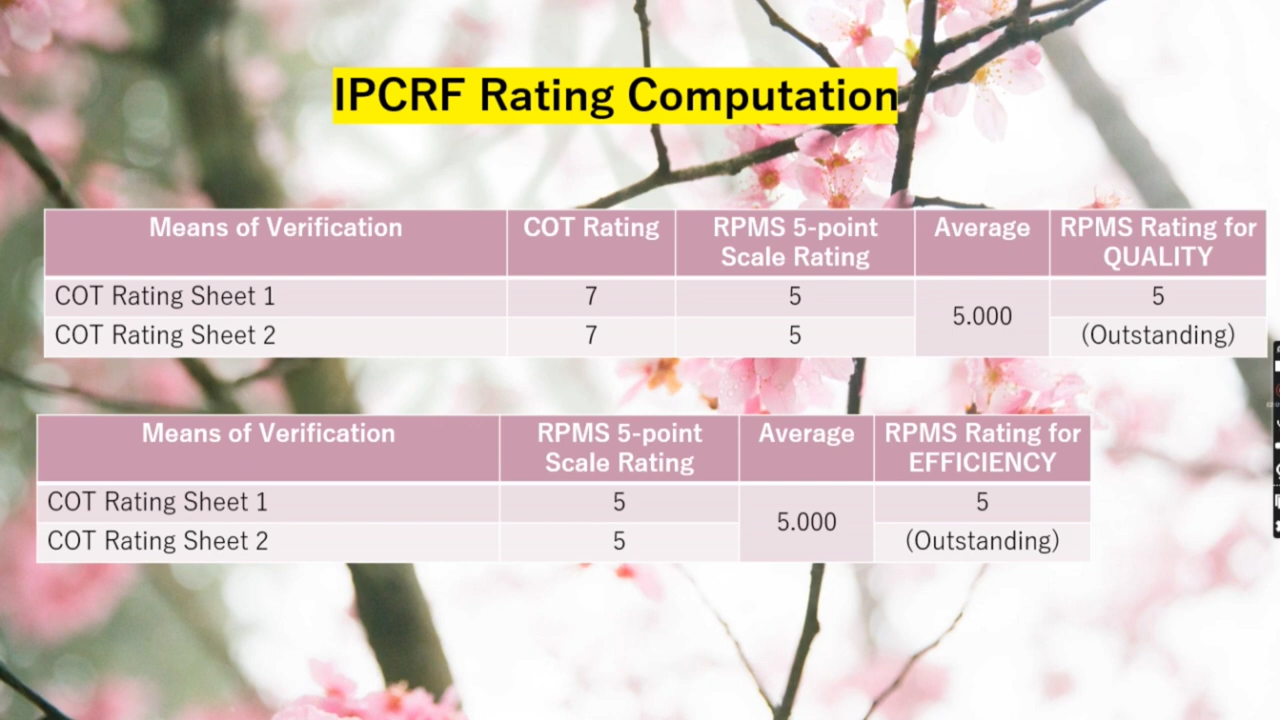 IPCRF Rating Computation
Means of Verification COT Rating RPMS 5-point Scale Rating Average RPMS Rating for QUALITY
COT Rating Sheet 1 7 5 5.000 5
COT Rating Sheet 2 7 5 (Outstanding)
Means of Verification RPMS 5-point Scale Rating Average RPMS Rating for EFFICIENCY
COT Rating Sheet 1 5 5.000 5
COT Rating Sheet 2 5 (Outstanding)